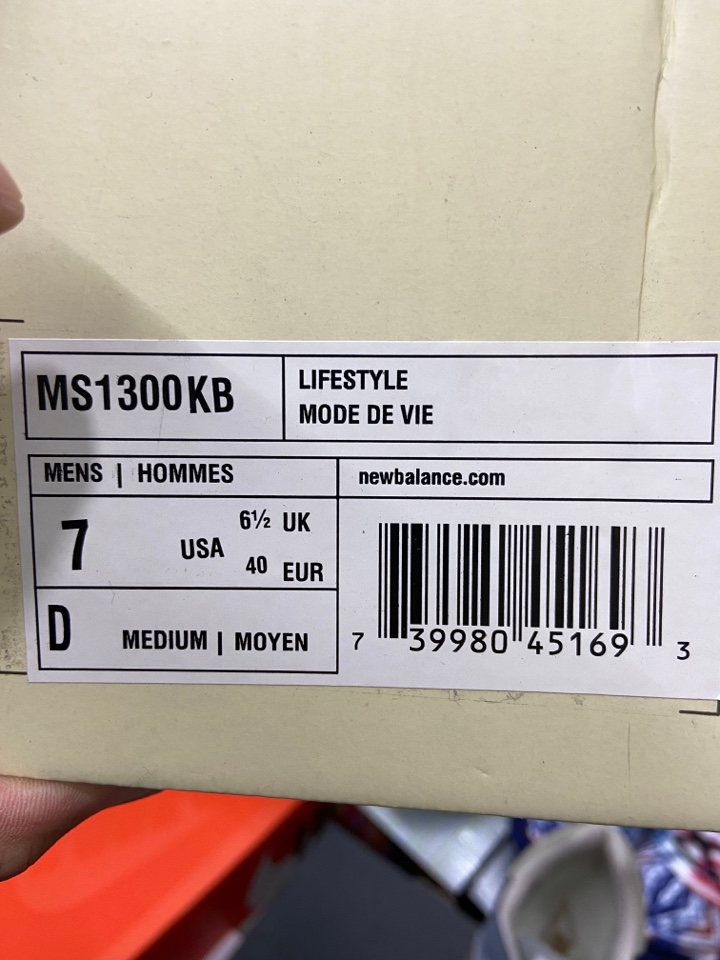 MS1300KB
LIFESTYLE
MODE DE VIE
MENS | HOMMES
newbalance.com
7 USA 6½ UK
40 EUR
D MEDIUM | MOYEN
7 39980 45169 3